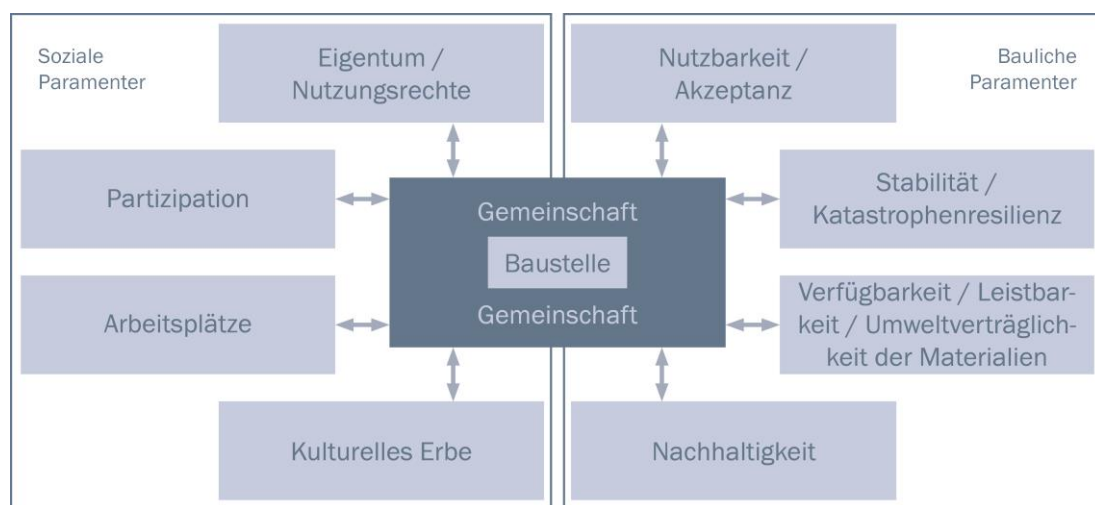 Soziale
Paramenter
Eigentum /
Nutzungsrechte
Nutzbarkeit /
Akzeptanz
Bauliche
Paramenter
Partizipation
Gemeinschaft
Baustelle
Gemeinschaft
Stabilität /
Katastrophenresilienz
Arbeitsplätze
Verfügbarkeit / Leistbar-
keit / Umweltverträglich-
keit der Materialien
Kulturelles Erbe
Nachhaltigkeit